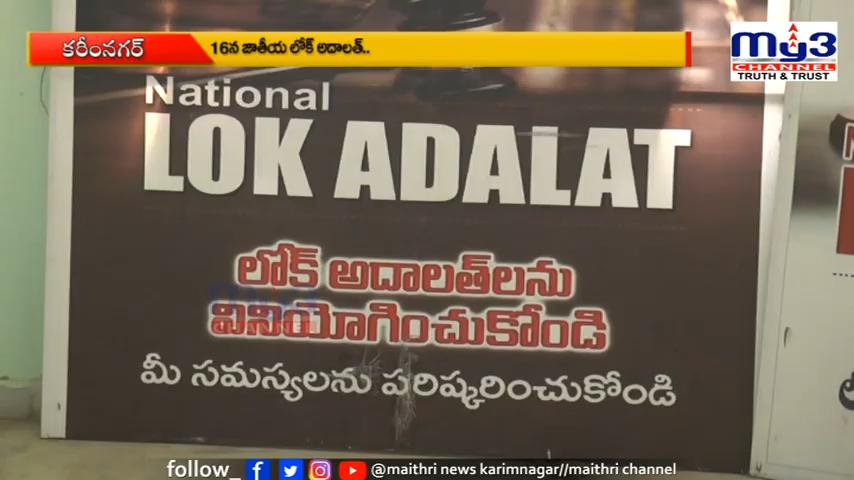 కరీంనగర్
16న జాతీయ లోక్ అదాలత్..
my3
CHANNEL
TRUTH & TRUST
National
LOK ADALAT
లోక్ అదాలత్‌లను
వినియోగించుకోండి
మీ సమస్యలను పరిష్కరించుకోండి
follow_ @maithri news karimnagar//maithri channel